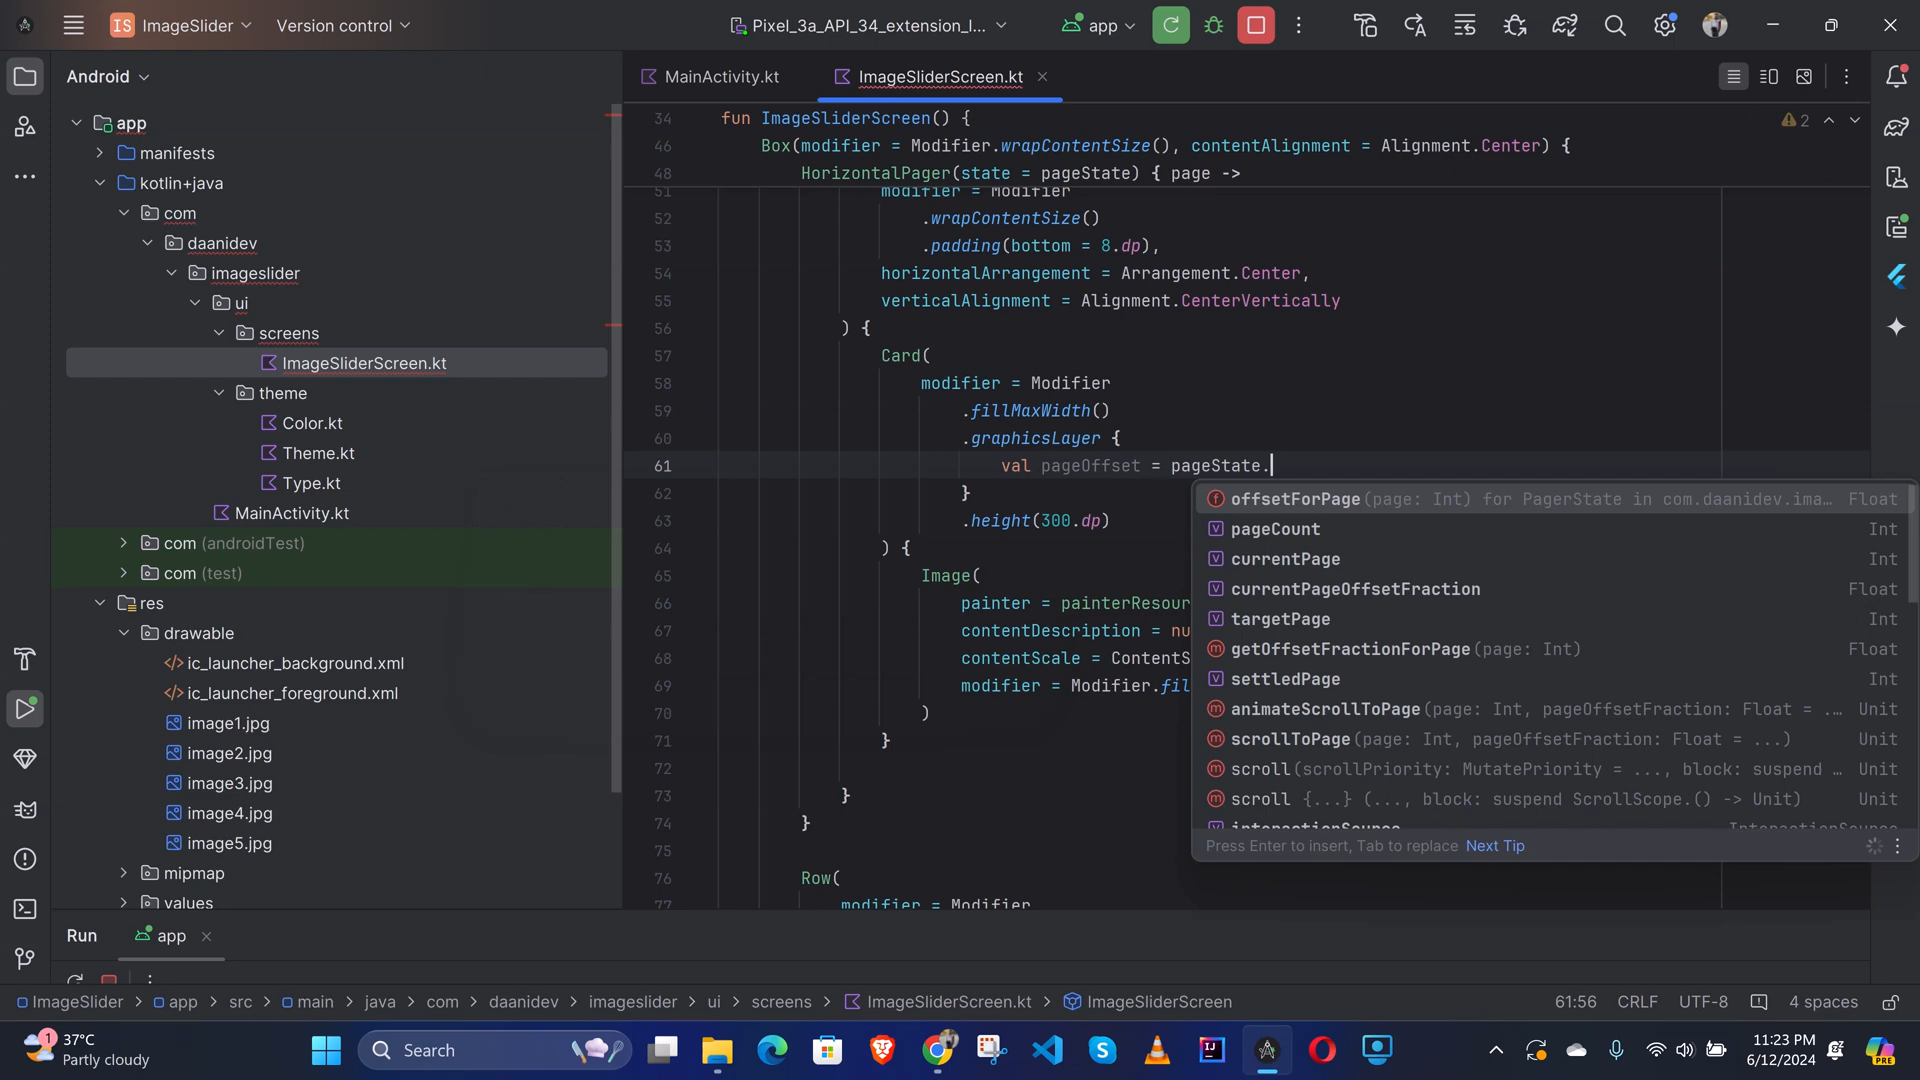 IS ImageSlider Version control Pixel_3a_API_34_extension_l... app
Android
app
manifests
kotlin+java
com
daanidev
imageslider
ui
screens
ImageSliderScreen.kt
theme
Color.kt
Theme.kt
Type.kt
MainActivity.kt
com (androidTest)
com (test)
res
drawable
ic_launcher_background.xml
ic_launcher_foreground.xml
image1.jpg
image2.jpg
image3.jpg
image4.jpg
image5.jpg
mipmap
values
MainActivity.kt ImageSliderScreen.kt
34 fun ImageSliderScreen() { 2
46 Box(modifier = Modifier.wrapContentSize(), contentAlignment = Alignment.Center) {
48 HorizontalPager(state = pageState) { page ->
51 modifier = Modifier
52 .wrapContentSize()
53 .padding(bottom = 8.dp),
54 horizontalArrangement = Arrangement.Center,
55 verticalAlignment = Alignment.CenterVertically
56 ) {
57 Card(
58 modifier = Modifier
59 .fillMaxWidth()
60 .graphicsLayer {
61 val pageOffset = pageState.
62 }
63 .height(300.dp)
64 ) {
65 Image(
66 painter = painterResour
67 contentDescription = nu
68 contentScale = ContentS
69 modifier = Modifier.fil
70 )
71 }
72
73 }
74 }
75
76 Row(
77 modifier = Modifier
offsetForPage(page: Int) for PagerState in com.daanidev.ima... Float
pageCount Int
currentPage Int
currentPageOffsetFraction Float
targetPage Int
getOffsetFractionForPage(page: Int) Float
settledPage Int
animateScrollToPage(page: Int, pageOffsetFraction: Float = ... Unit
scrollToPage(page: Int, pageOffsetFraction: Float = ...) Unit
scroll(scrollPriority: MutatePriority = ..., block: suspend ... Unit
scroll {...} (..., block: suspend ScrollScope.() -> Unit) Unit
interactionSource InteractionSource
Press Enter to insert, Tab to replace Next Tip
Run app
ImageSlider > app > src > main > java > com > daanidev > imageslider > ui > screens > ImageSliderScreen.kt > ImageSliderScreen 61:56 CRLF UTF-8 4 spaces
1 37°C
Partly cloudy
Search
11:23 PM
6/12/2024
PRE